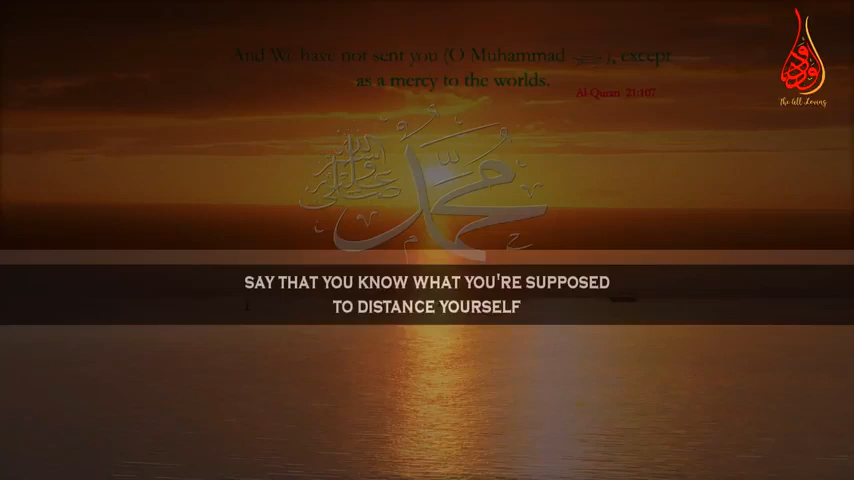 And We have not sent you (O Muhammad ﷺ), except
as a mercy to the worlds.
Al-Quran 21:107
The All Loving
محمد
SAY THAT YOU KNOW WHAT YOU'RE SUPPOSED
TO DISTANCE YOURSELF